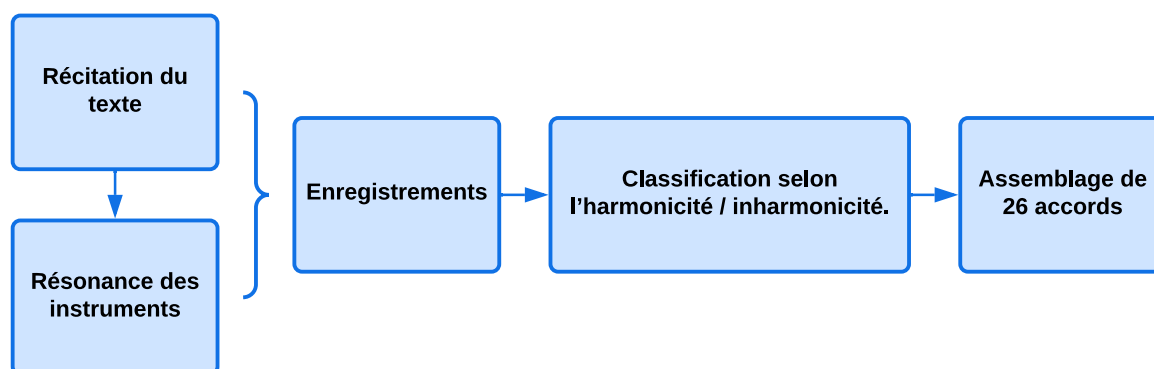 Récitation du
texte
Résonance des
instruments
Enregistrements
Classification selon
l’harmonicité / inharmonicité.
Assemblage de
26 accords